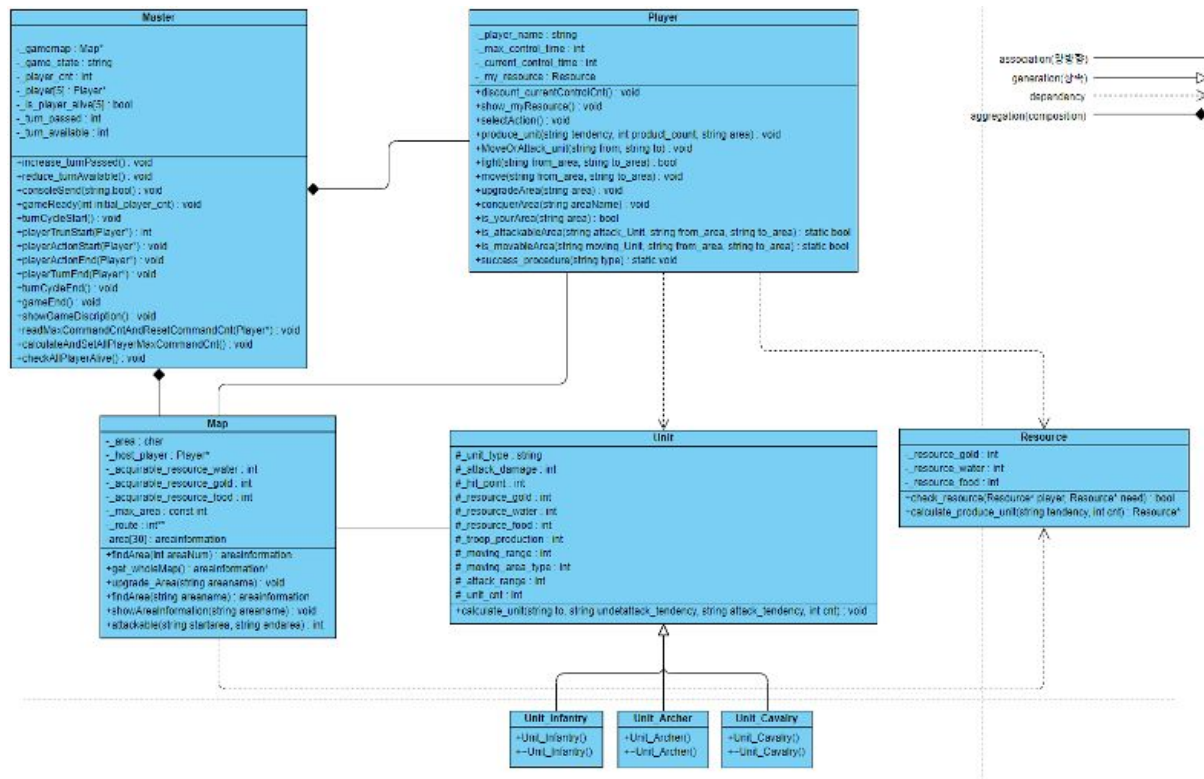 Master
-_gamemap : Map*
-_game_state : string
-_player_cnt : int
-_player[5] : Player*
-_is_player_alive[5] : bool
-_turn_passed : int
-_turn_available : int
+increase_turnPassed() : void
+reduce_turnAvailable() : void
+consoleSend(string bool) : void
+gameReady(int initial_player_cnt) : void
+turnCycleStart() : void
+playerTrunStart(Player*) : int
+playerActionStart(Player*) : void
+playerActionEnd(Player*) : void
+playerTurnEnd(Player*) : void
+turnCycleEnd() : void
+gameEnd() : void
+showGameDiscription() : void
+readMaxCommandCntAndResetCommandCnt(Player*) : void
+calculateAndSetAllPlayerMaxCommandCnt() : void
+checkAllPlayerAlive() : void
Player
-_player_name : string
-_max_control_time : int
-_current_control_time : int
-_my_resource : Resource
+discount_currentControlCnt() : void
+show_myResource() : void
+selectAction() : void
+produce_unit(string tendency, int product_count, string area) : void
+MoveOrAttack_unit(string from, string to) : void
+fight(string from_area, string to_area) : bool
+move(string from_area, string to_area) : void
+upgradeArea(string area) : void
+conquerArea(string areaName) : void
+is_yourArea(string area) : bool
+is_attackableArea(string attack_Unit, string from_area, string to_area) : static bool
+is_movableArea(string moving_Unit, string from_area, string to_area) : static bool
+success_procedure(string type) : static void
association(양방향)
generation(상속)
dependency
aggregation(composition)
Map
-_area : char
-_host_player : Player*
-_acquirable_resource_water : int
-_acquirable_resource_gold : int
-_acquirable_resource_food : int
-_max_area : const int
-_route : int**
area[30] : areainformation
+findArea(int areaNum) : areainformation
+get_wholeMap() : areainformation*
+upgrade_Area(string areaname) : void
+findArea(string areaname) : areainformation
+showAreaInformation(string areaname) : void
+attackable(string startarea, string endarea) : int
Unit
#_unit_type : string
#_attack_damage : int
#_hit_point : int
#_resource_gold : int
#_resource_water : int
#_resource_food : int
#_troop_production : int
#_moving_range : int
#_moving_area_type : int
#_attack_range : int
#_unit_cnt : int
+calculate_unit(string to, string undetattack_tendency, string attack_tendency, int cnt) : void
Resource
-_resource_gold : int
-_resource_water : int
-_resource_food : int
+check_resource(Resource* player, Resource* need) : bool
+calculate_produce_unit(string tendency, int cnt) : Resource*
Unit_Infantry
+Unit_Infantry()
+~Unit_Infantry()
Unit_Archer
+Unit_Archer()
+~Unit_Archer()
Unit_Cavalry
+Unit_Cavalry()
+~Unit_Cavalry()